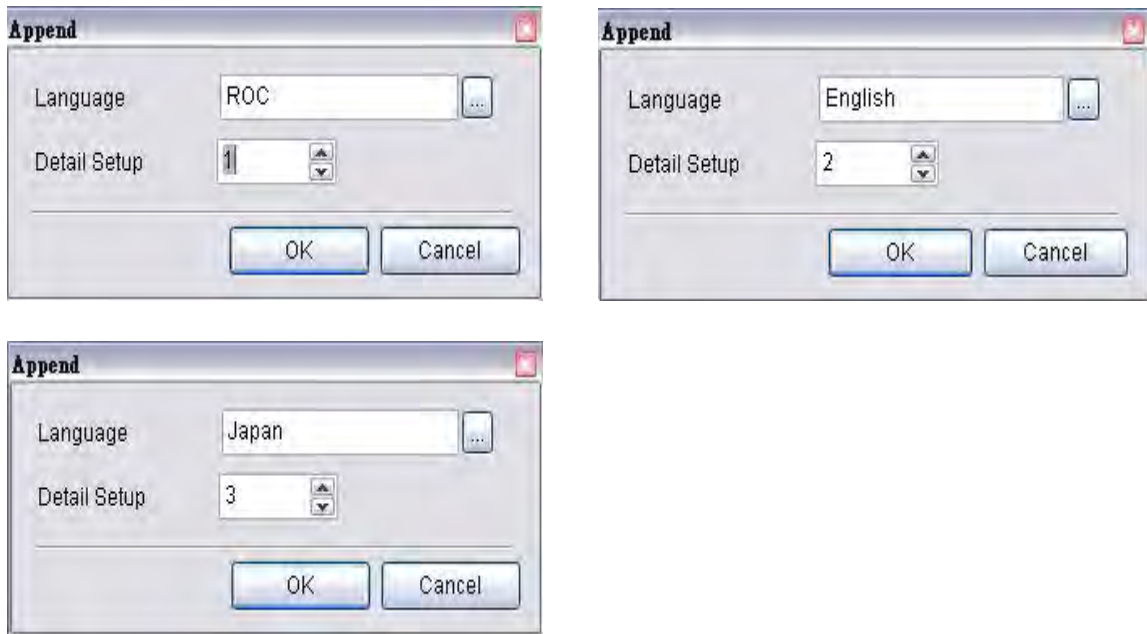 Append
Language ROC ...
Detail Setup 1
OK Cancel
Append
Language English ...
Detail Setup 2
OK Cancel
Append
Language Japan ...
Detail Setup 3
OK Cancel